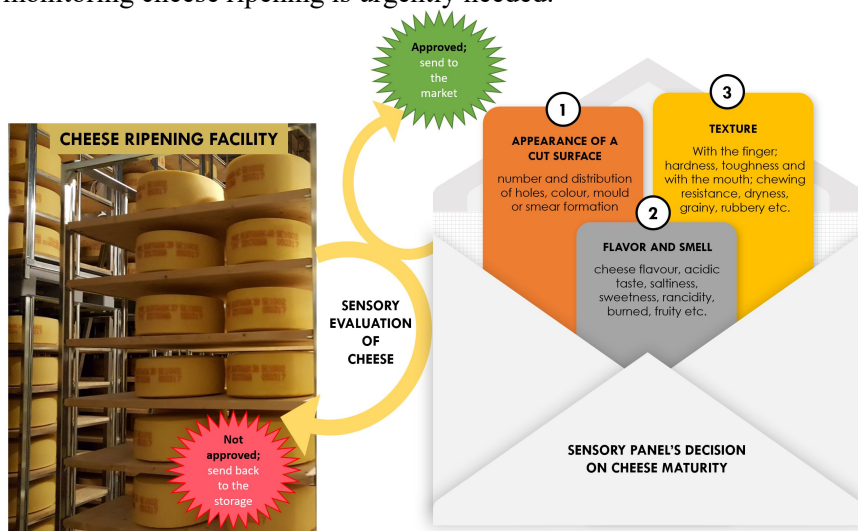 monitoring cheese ripening is urgently needed.
Approved;
send to
the
market
CHEESE RIPENING FACILITY
SENSORY
EVALUATION
OF
CHEESE
Not
approved;
send back
to the
storage
1
APPEARANCE OF A
CUT SURFACE
number and distribution
of holes, colour, mould
or smear formation
3
TEXTURE
With the finger;
hardness, toughness and
with the mouth; chewing
resistance, dryness,
grainy, rubbery etc.
2
FLAVOR AND SMELL
cheese flavour, acidic
taste, saltiness,
sweetness, rancidity,
burned, fruity etc.
SENSORY PANEL'S DECISION
ON CHEESE MATURITY